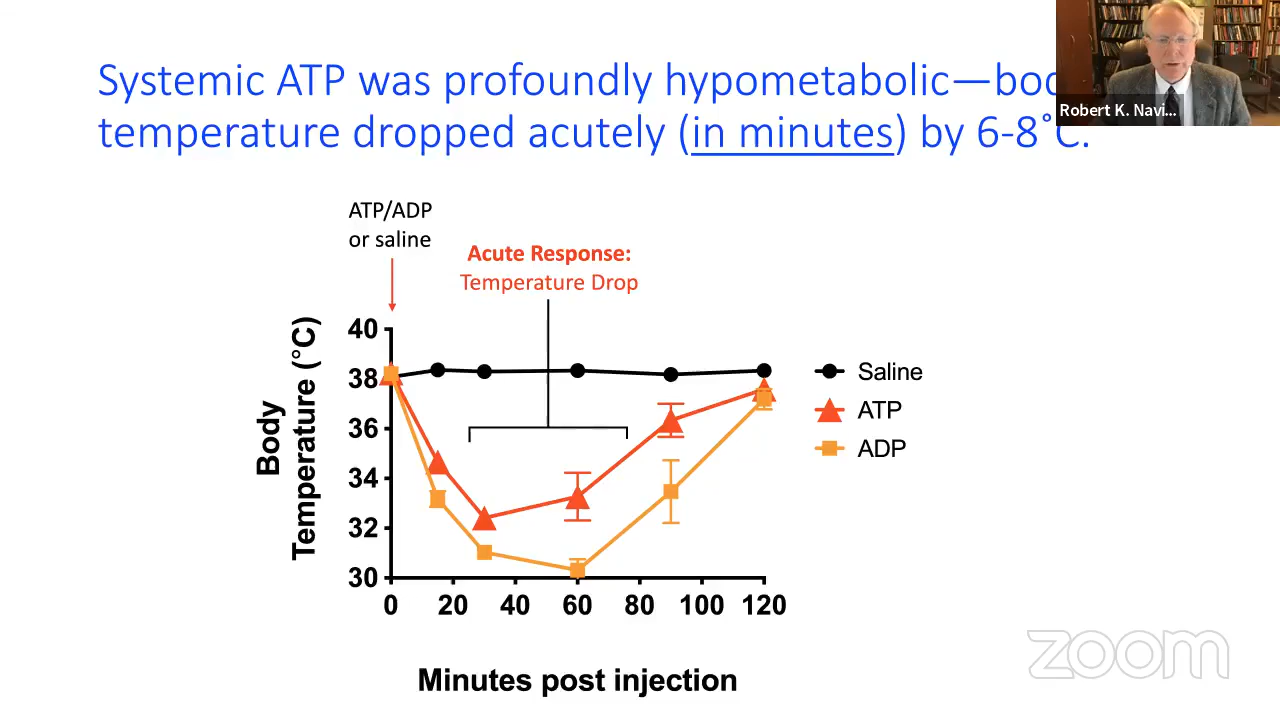 Systemic ATP was profoundly hypometabolic—bo
temperature dropped acutely (in minutes) by 6-8˚C.
Robert K. Navi...
ATP/ADP
or saline
Acute Response:
Temperature Drop
Body
Temperature (°C)
40
38
36
34
32
30
0 20 40 60 80 100 120
Minutes post injection
Saline
ATP
ADP
zoom